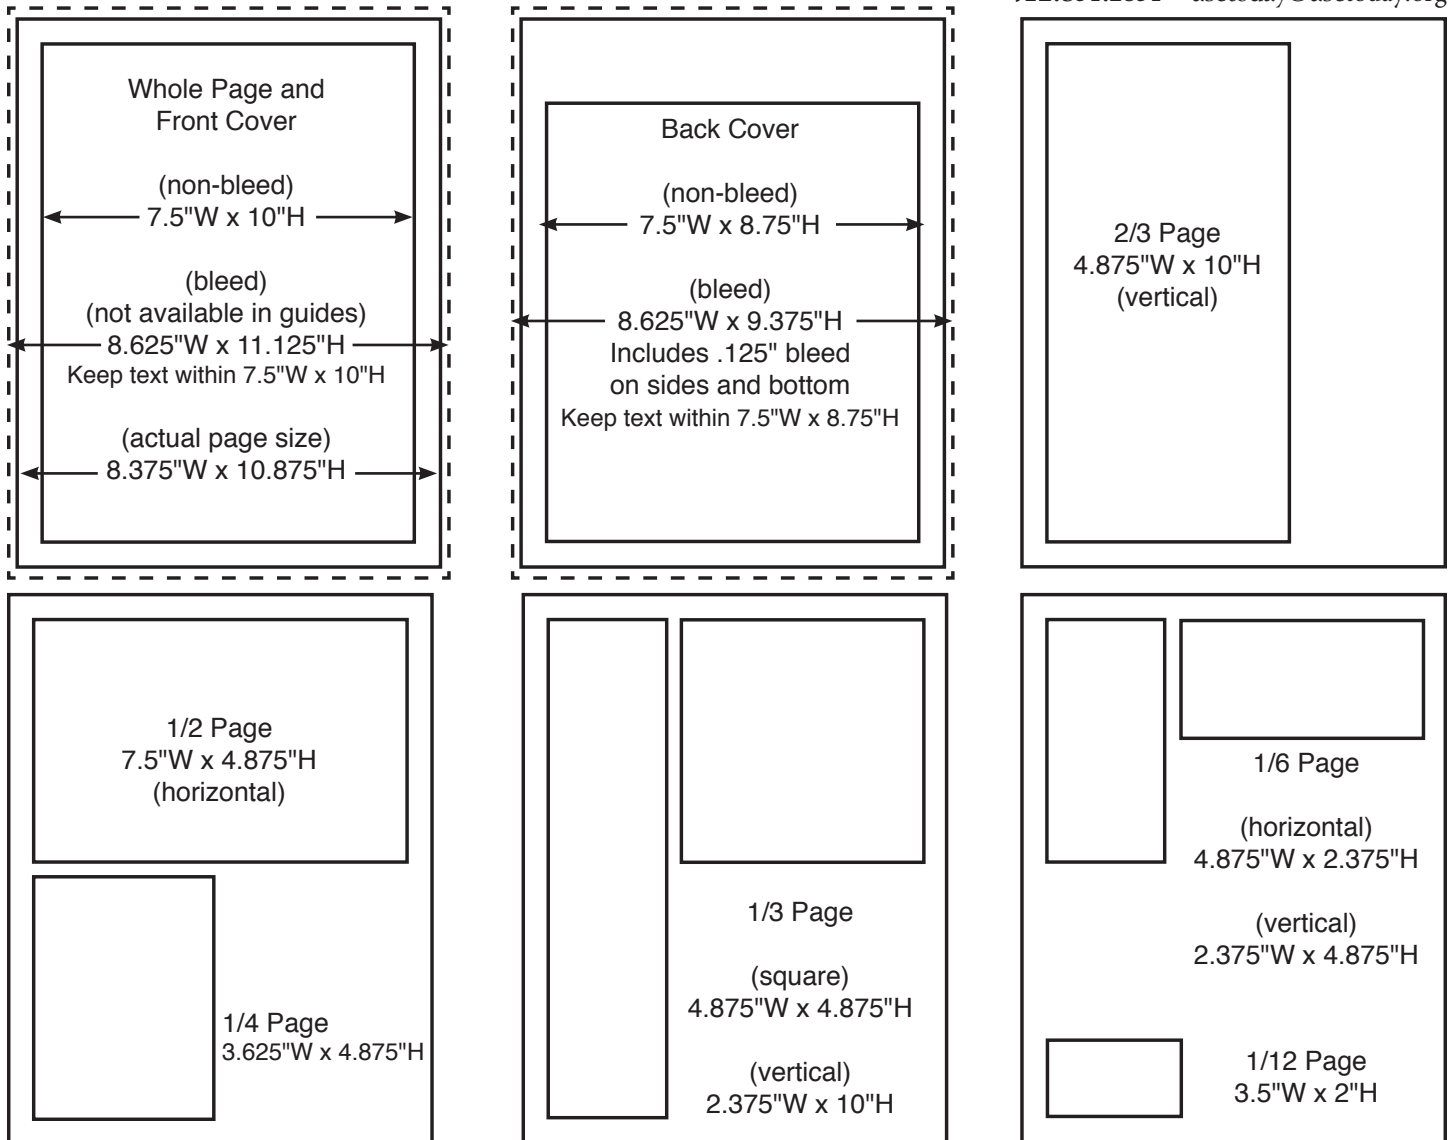 Whole Page and
Front Cover
(non-bleed)
7.5"W x 10"H
(bleed)
(not available in guides)
8.625"W x 11.125"H
Keep text within 7.5"W x 10"H
(actual page size)
8.375"W x 10.875"H
Back Cover
(non-bleed)
7.5"W x 8.75"H
(bleed)
8.625"W x 9.375"H
Includes .125" bleed
on sides and bottom
Keep text within 7.5"W x 8.75"H
2/3 Page
4.875"W x 10"H
(vertical)
1/2 Page
7.5"W x 4.875"H
(horizontal)
1/4 Page
3.625"W x 4.875"H
1/3 Page
(square)
4.875"W x 4.875"H
(vertical)
2.375"W x 10"H
1/6 Page
(horizontal)
4.875"W x 2.375"H
(vertical)
2.375"W x 4.875"H
1/12 Page
3.5"W x 2"H